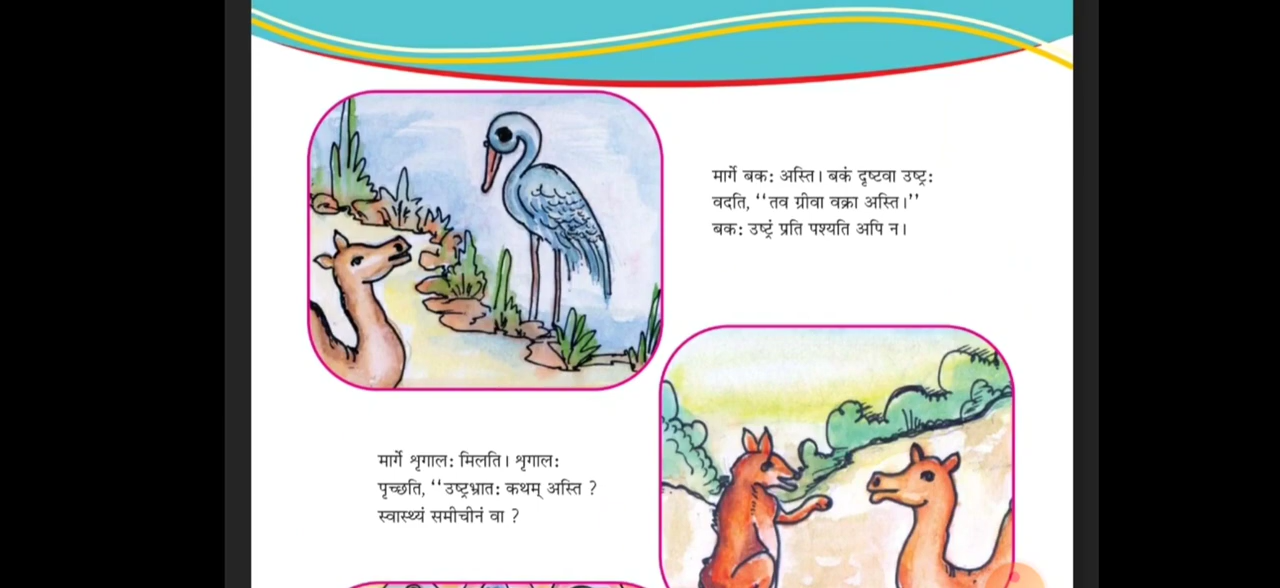 मार्गे बक: अस्ति। बकं दृष्टवा उष्ट्र:
वदति, ‘‘तव ग्रीवा वक्रा अस्ति।’’
बक: उष्ट्रं प्रति पश्यति अपि न।
मार्गे शृगाल: मिलति। शृगाल:
पृच्छति, ‘‘उष्ट्रभ्रात: कथम् अस्ति ?
स्वास्थ्यं समीचीनं वा ?